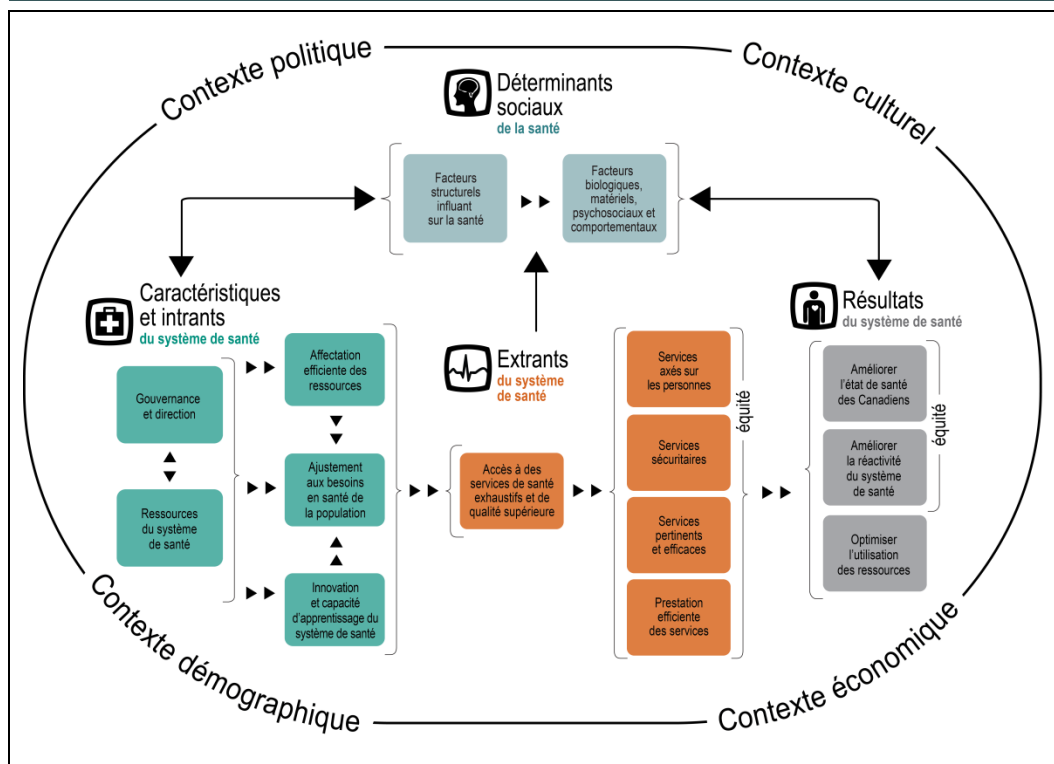 Contexte politique
Contexte culturel
Déterminants
sociaux
de la santé
Facteurs
structurels
influant
sur la santé
Facteurs
biologiques,
matériels,
psychosociaux et
comportementaux
Caractéristiques
et intrants
du système de santé
Gouvernance
et direction
Ressources
du système
de santé
Affectation
efficiente des
ressources
Ajustement
aux besoins
en santé de
la population
Innovation
et capacité
d'apprentissage du
système de santé
Extrants
du système
de santé
Accès à des
services de santé
exhaustifs et de
qualité supérieure
Services
axés sur
les personnes
Services
sécuritaires
Services
pertinents
et efficaces
Prestation
efficiente
des services
équité
Résultats
du système de santé
Améliorer
l'état de santé
des Canadiens
Améliorer
la réactivité
du système
de santé
Optimiser
l'utilisation
des ressources
équité
Contexte démographique
Contexte économique